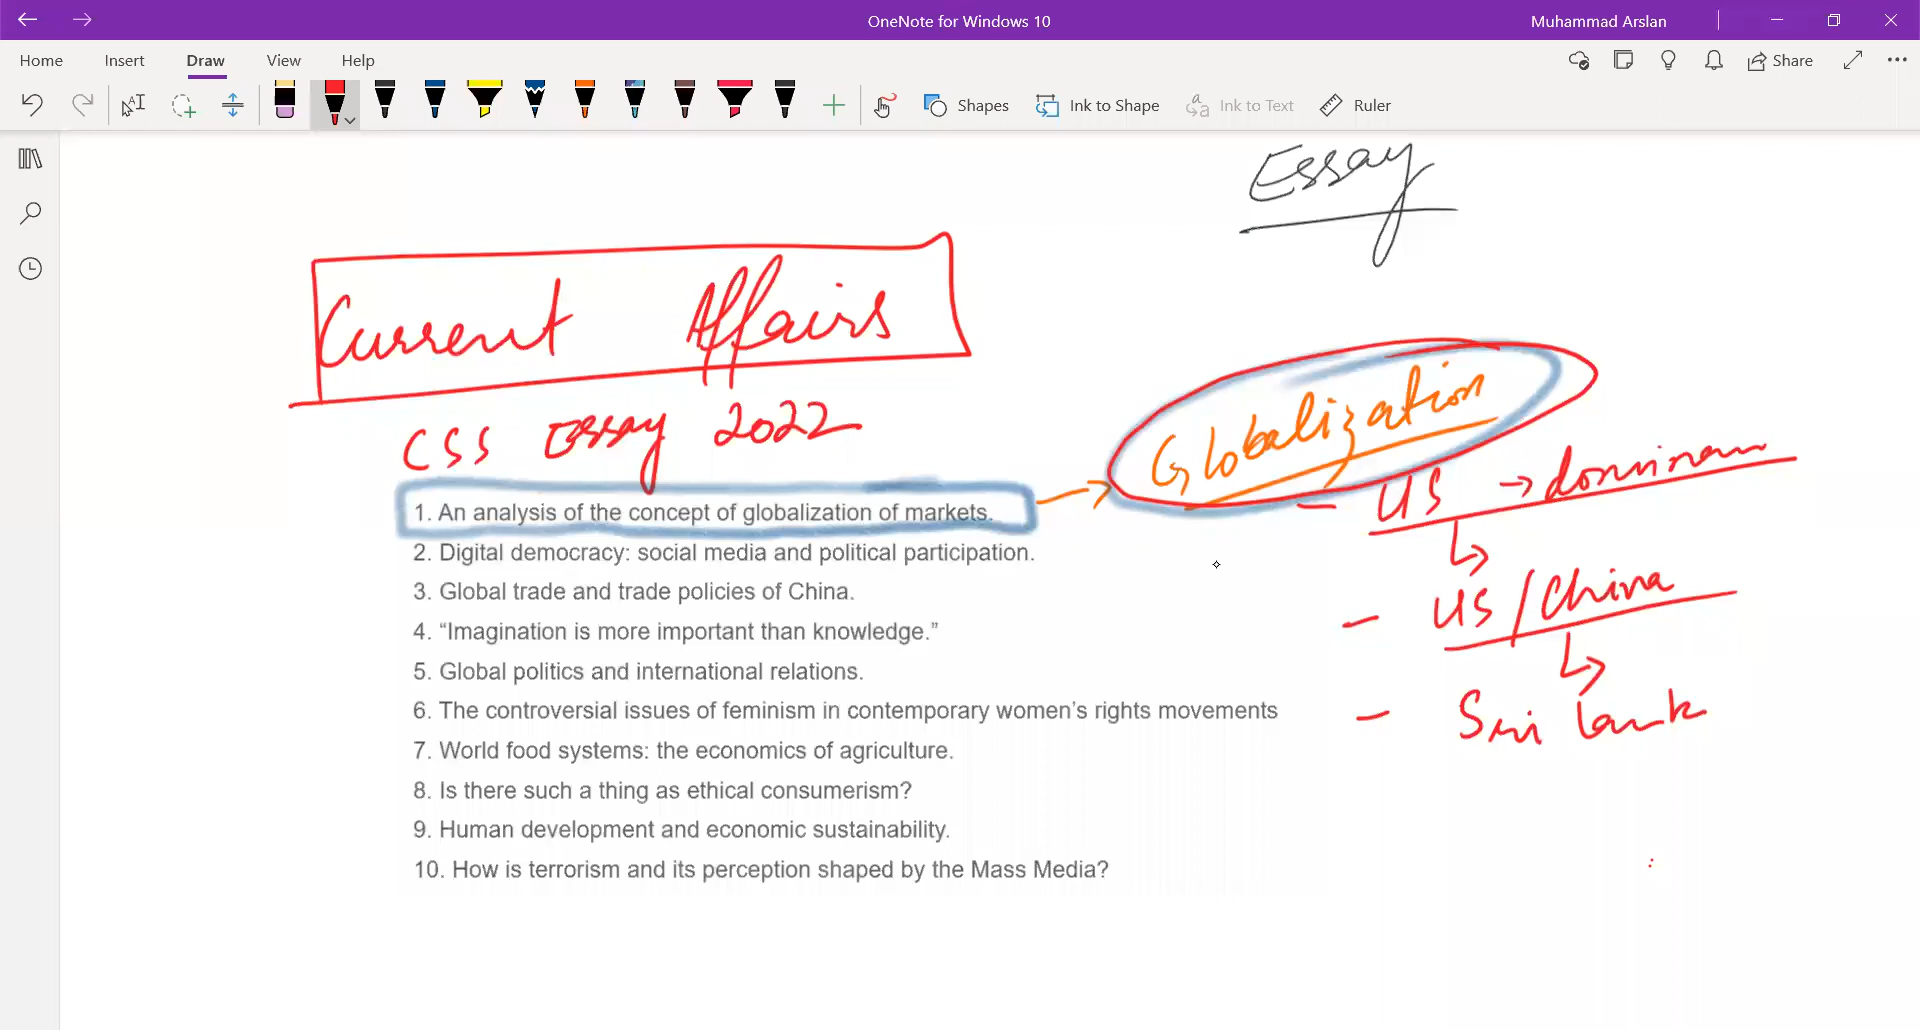 OneNote for Windows 10
Muhammad Arslan
Home Insert Draw View Help
Share
Shapes Ink to Shape Ink to Text Ruler
Essay
Current Affairs
CSS Essay 2022
Globalization
- US → dominan
1. An analysis of the concept of globalization of markets.
2. Digital democracy: social media and political participation.
3. Global trade and trade policies of China.
- US / China
4. “Imagination is more important than knowledge.”
5. Global politics and international relations.
6. The controversial issues of feminism in contemporary women’s rights movements
- Sri lank
7. World food systems: the economics of agriculture.
8. Is there such a thing as ethical consumerism?
9. Human development and economic sustainability.
10. How is terrorism and its perception shaped by the Mass Media?